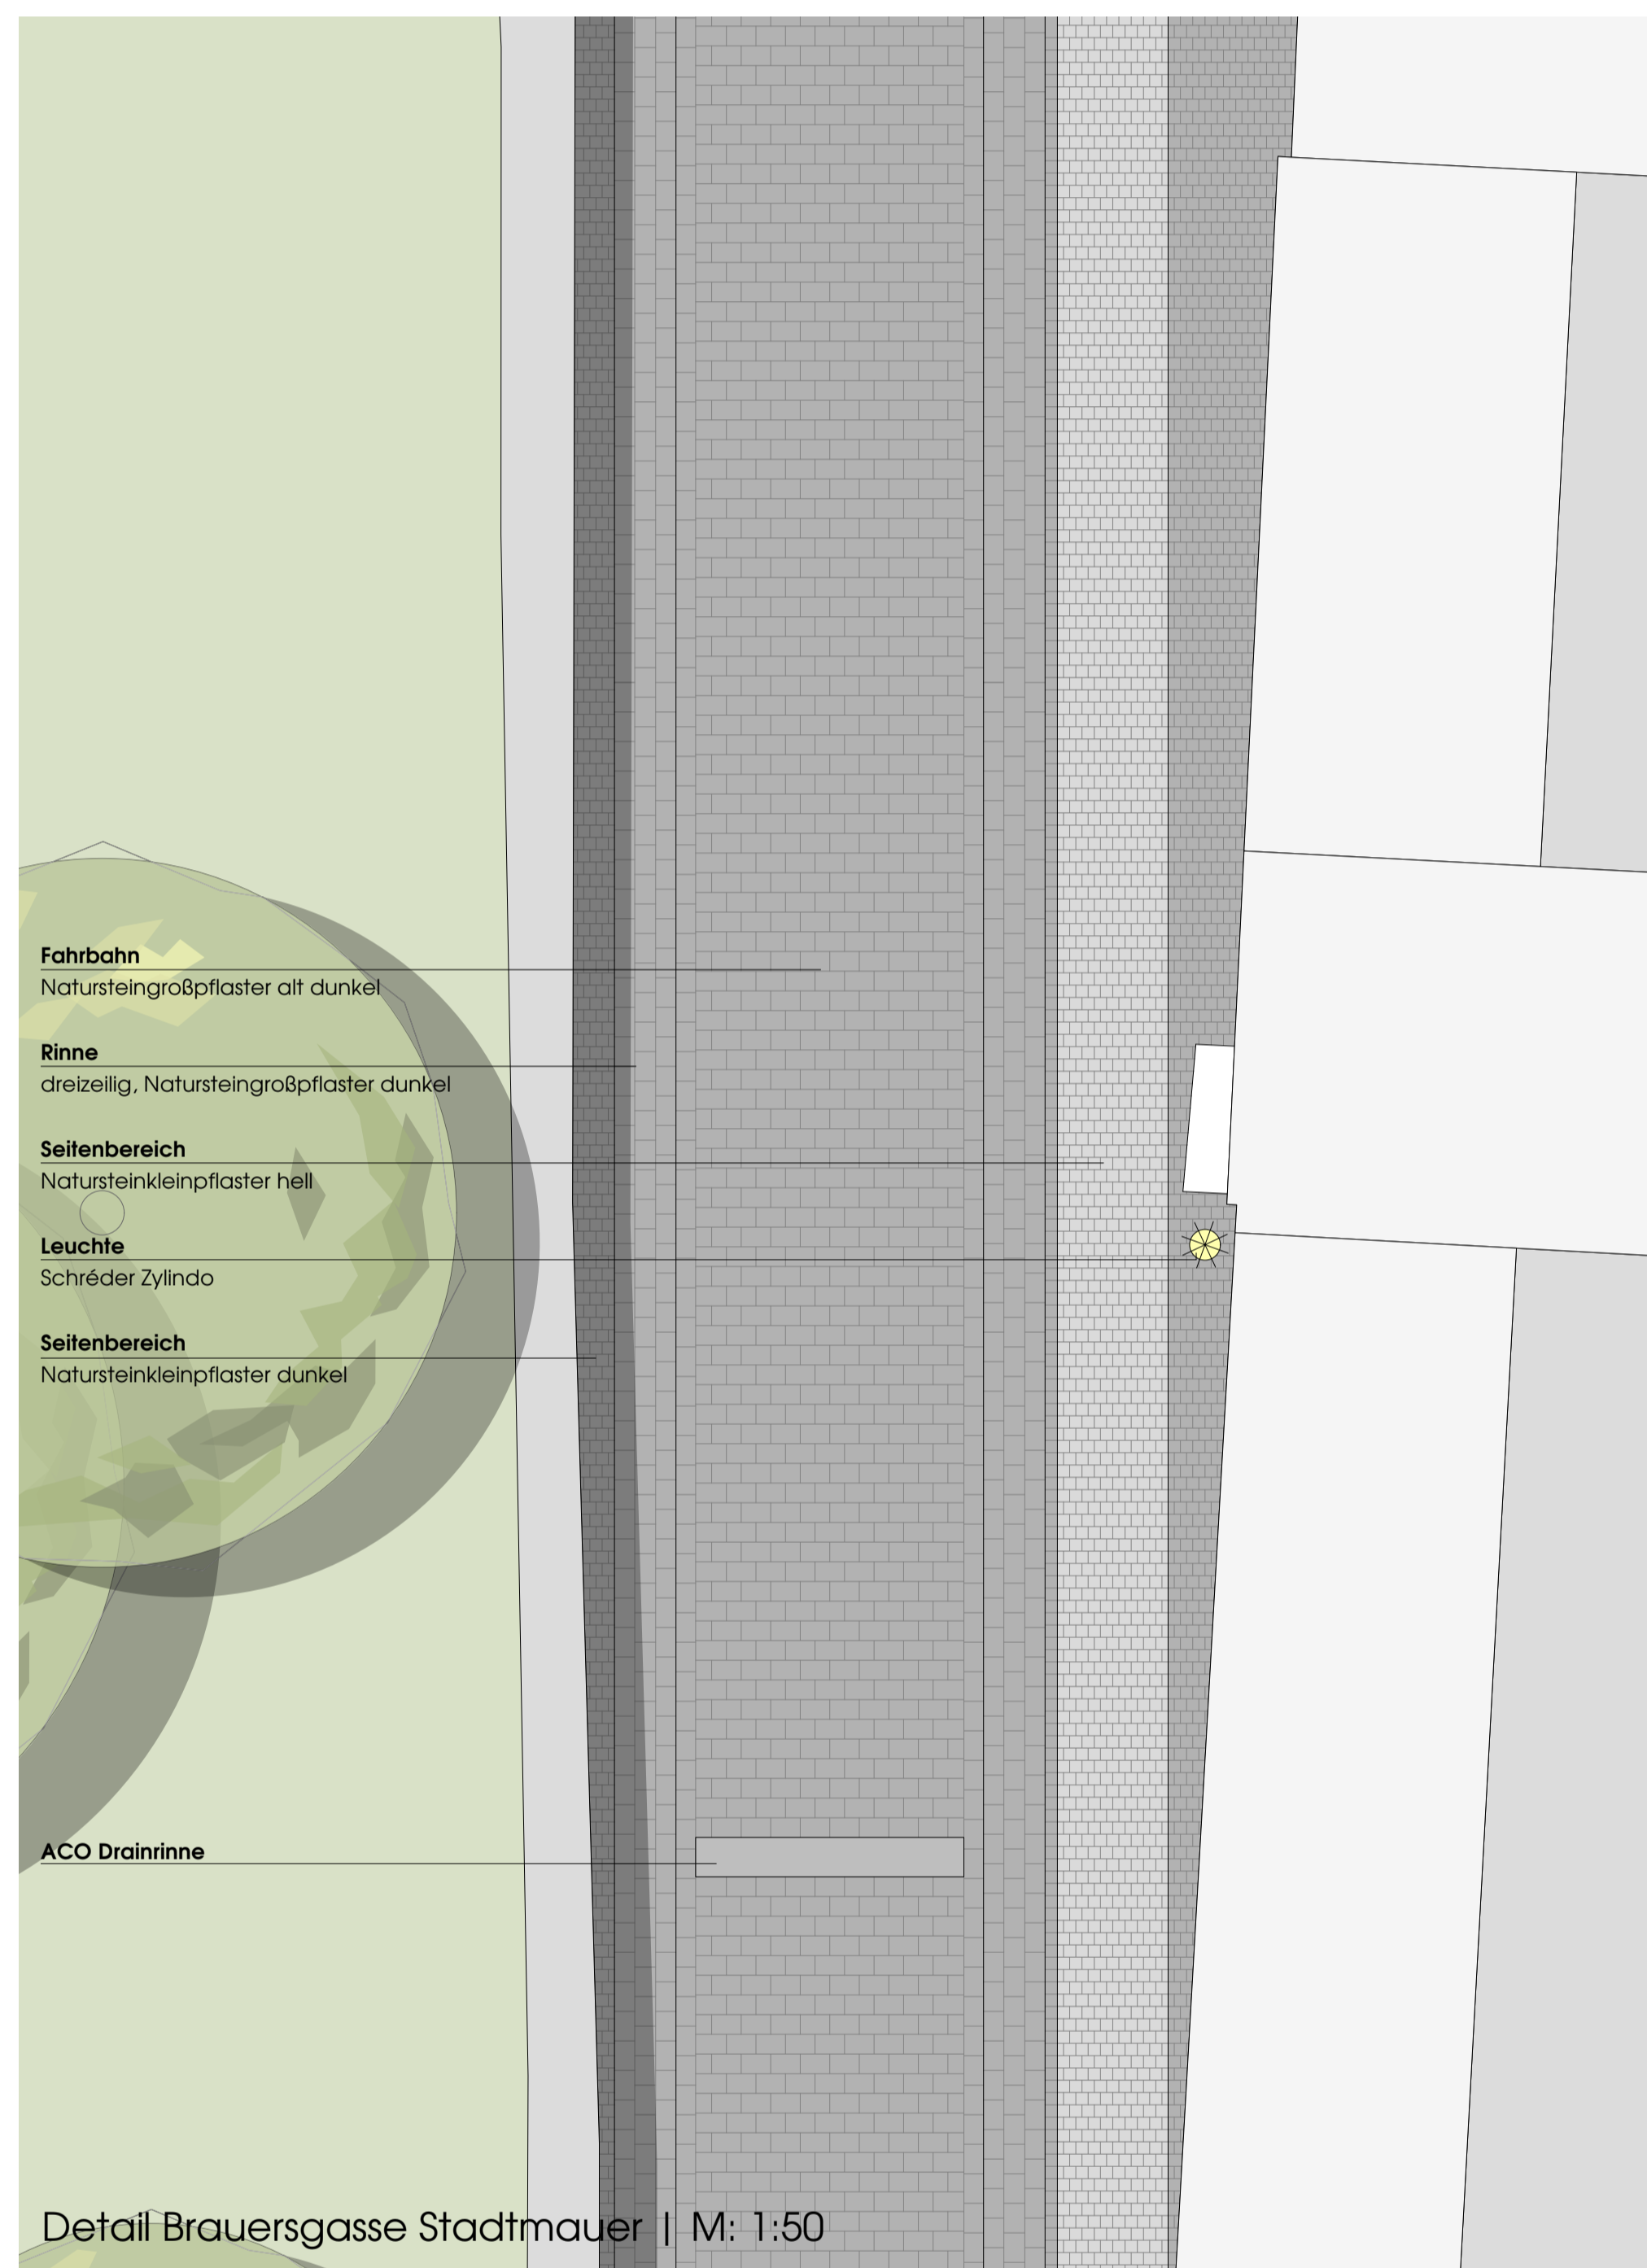 Fahrbahn
Natursteingroßpflaster alt dunkel
Rinne
dreizeilig, Natursteingroßpflaster dunkel
Seitenbereich
Natursteinkleinpflaster hell
Leuchte
Schréder Zylindo
Seitenbereich
Natursteinkleinpflaster dunkel
ACO Drainrinne
Detail Brauersgasse Stadtmauer | M: 1:50